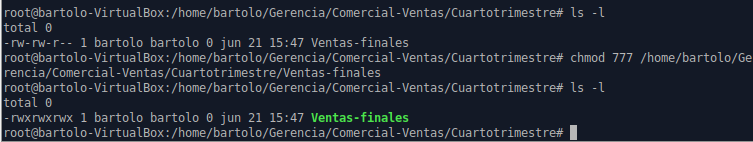 root@bartolo-VirtualBox:/home/bartolo/Gerencia/Comercial-Ventas/Cuartotrimestre# ls -l
total 0
-rw-rw-r-- 1 bartolo bartolo 0 jun 21 15:47 Ventas-finales
root@bartolo-VirtualBox:/home/bartolo/Gerencia/Comercial-Ventas/Cuartotrimestre# chmod 777 /home/bartolo/Ge
rencia/Comercial-Ventas/Cuartotrimestre/Ventas-finales
root@bartolo-VirtualBox:/home/bartolo/Gerencia/Comercial-Ventas/Cuartotrimestre# ls -l
total 0
-rwxrwxrwx 1 bartolo bartolo 0 jun 21 15:47 Ventas-finales
root@bartolo-VirtualBox:/home/bartolo/Gerencia/Comercial-Ventas/Cuartotrimestre#